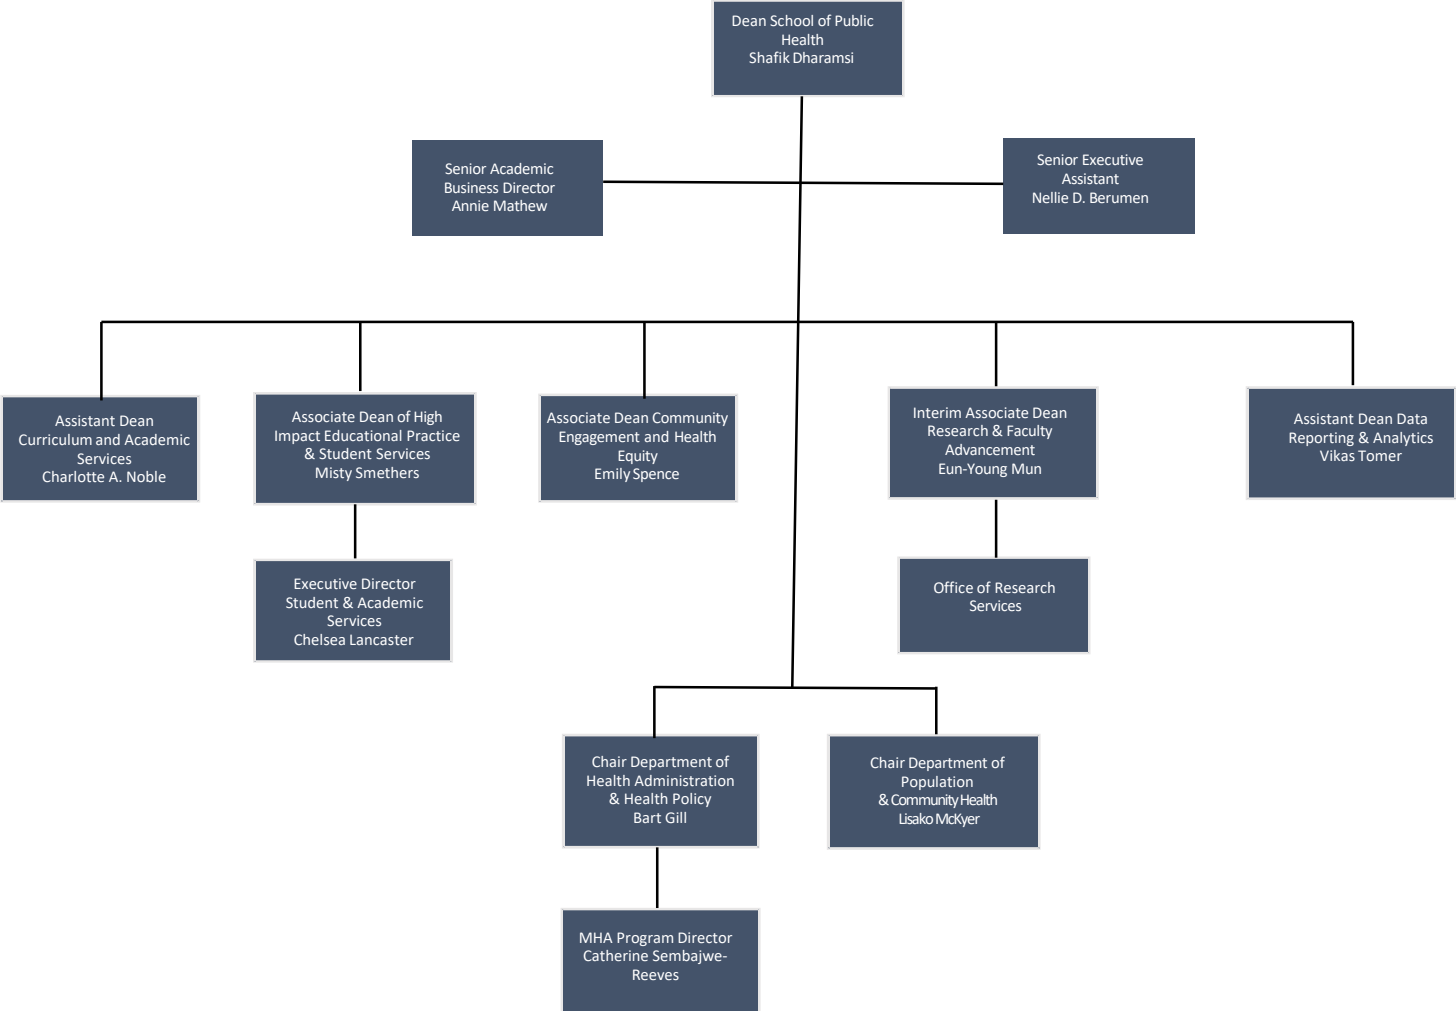 Dean School of Public
Health
Shafik Dharamsi
Senior Academic
Business Director
Annie Mathew
Senior Executive
Assistant
Nellie D. Berumen
Assistant Dean
Curriculum and Academic
Services
Charlotte A. Noble
Associate Dean of High
Impact Educational Practice
& Student Services
Misty Smethers
Associate Dean Community
Engagement and Health
Equity
Emily Spence
Interim Associate Dean
Research & Faculty
Advancement
Eun-Young Mun
Assistant Dean Data
Reporting & Analytics
Vikas Tomer
Executive Director
Student & Academic
Services
Chelsea Lancaster
Office of Research
Services
Chair Department of
Health Administration
& Health Policy
Bart Gill
Chair Department of
Population
& Community Health
Lisako McKyer
MHA Program Director
Catherine Sembajwe-
Reeves